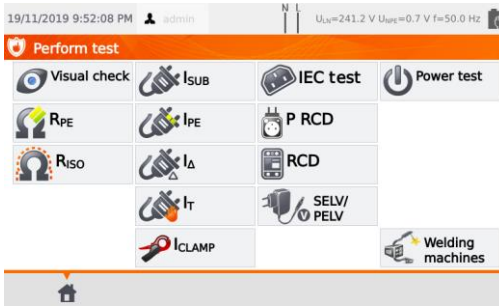 19/11/2019 9:52:08 PM admin N L ULN=241.2 V UNPE=0.7 V f=50.0 Hz
Perform test
Visual check ISUB IEC test Power test
RPE IPE P RCD
RISO IΔ RCD
IT SELV/
PELV
ICLAMP Welding
machines